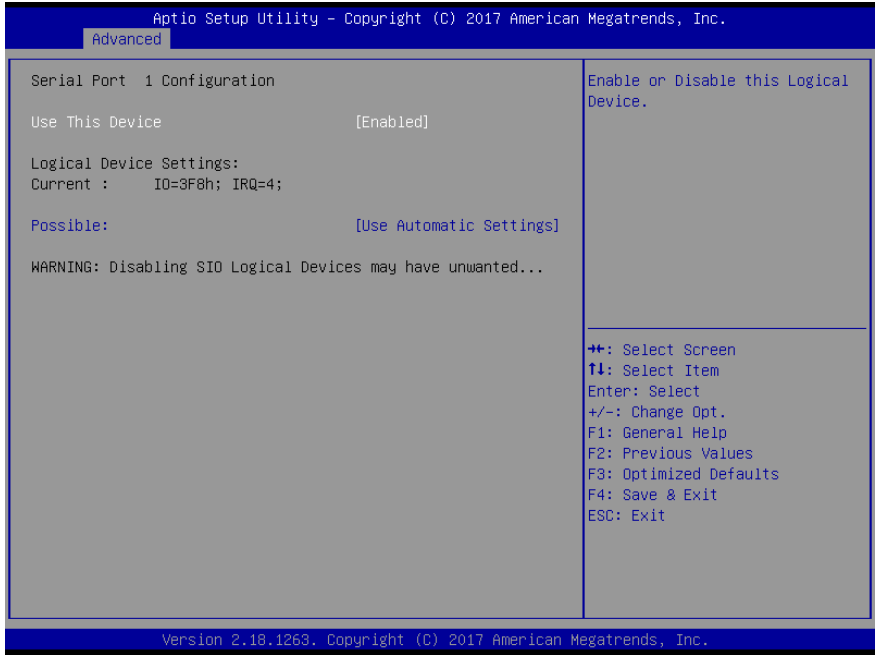 Aptio Setup Utility – Copyright (C) 2017 American Megatrends, Inc.
Advanced
Serial Port  1 Configuration
Use This Device [Enabled]
Logical Device Settings:
Current : IO=3F8h; IRQ=4;
Possible: [Use Automatic Settings]
WARNING: Disabling SIO Logical Devices may have unwanted...
Enable or Disable this Logical
Device.
→←: Select Screen
↑↓: Select Item
Enter: Select
+/-: Change Opt.
F1: General Help
F2: Previous Values
F3: Optimized Defaults
F4: Save & Exit
ESC: Exit
Version 2.18.1263. Copyright (C) 2017 American Megatrends, Inc.